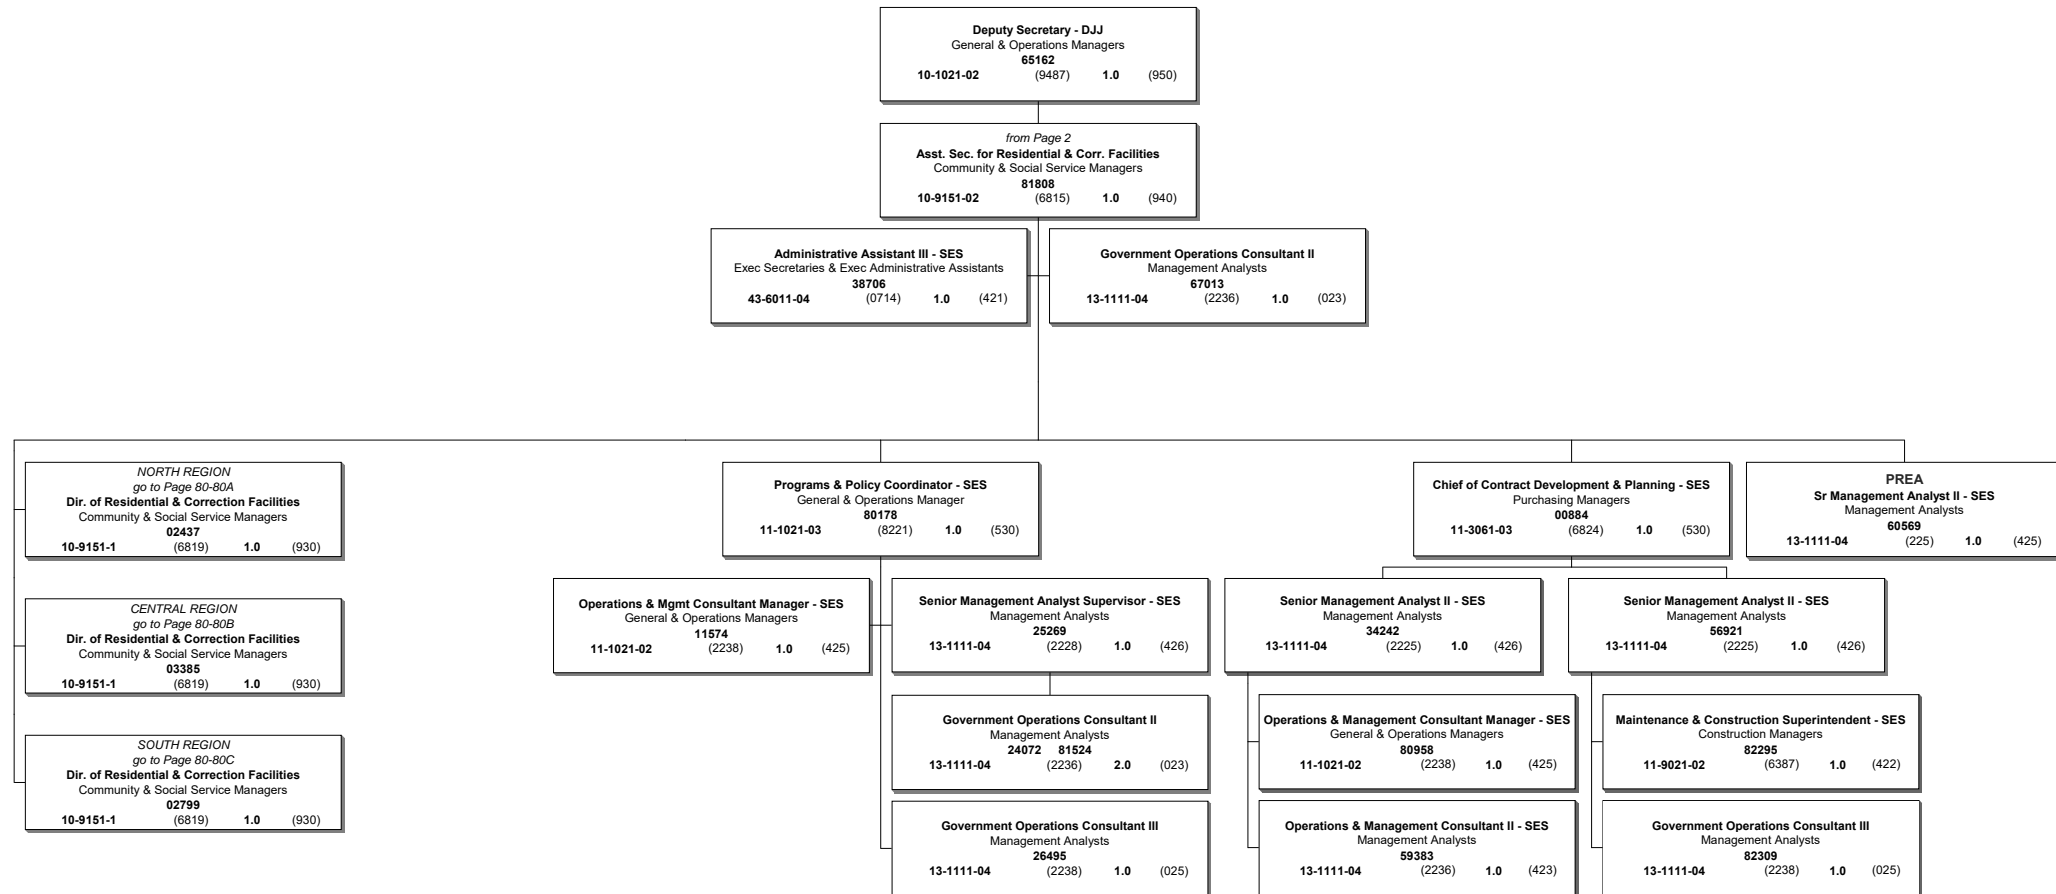 Deputy Secretary - DJJ
General & Operations Managers
65162
10-1021-02 (9487) 1.0 (950)
from Page 2
Asst. Sec. for Residential & Corr. Facilities
Community & Social Service Managers
81808
10-9151-02 (6815) 1.0 (940)
Administrative Assistant III - SES
Exec Secretaries & Exec Administrative Assistants
38706
43-6011-04 (0714) 1.0 (421)
Government Operations Consultant II
Management Analysts
67013
13-1111-04 (2236) 1.0 (023)
NORTH REGION
go to Page 80-80A
Dir. of Residential & Correction Facilities
Community & Social Service Managers
02437
10-9151-1 (6819) 1.0 (930)
CENTRAL REGION
go to Page 80-80B
Dir. of Residential & Correction Facilities
Community & Social Service Managers
03385
10-9151-1 (6819) 1.0 (930)
SOUTH REGION
go to Page 80-80C
Dir. of Residential & Correction Facilities
Community & Social Service Managers
02799
10-9151-1 (6819) 1.0 (930)
Programs & Policy Coordinator - SES
General & Operations Manager
80178
11-1021-03 (8221) 1.0 (530)
Operations & Mgmt Consultant Manager - SES
General & Operations Managers
11574
11-1021-02 (2238) 1.0 (425)
Senior Management Analyst Supervisor - SES
Management Analysts
25269
13-1111-04 (2228) 1.0 (426)
Government Operations Consultant II
Management Analysts
24072 81524
13-1111-04 (2236) 2.0 (023)
Government Operations Consultant III
Management Analysts
26495
13-1111-04 (2238) 1.0 (025)
Chief of Contract Development & Planning - SES
Purchasing Managers
00884
11-3061-03 (6824) 1.0 (530)
Senior Management Analyst II - SES
Management Analysts
34242
13-1111-04 (2225) 1.0 (426)
Operations & Management Consultant Manager - SES
General & Operations Managers
80958
11-1021-02 (2238) 1.0 (425)
Operations & Management Consultant II - SES
Management Analysts
59383
13-1111-04 (2236) 1.0 (423)
Senior Management Analyst II - SES
Management Analysts
56921
13-1111-04 (2225) 1.0 (426)
Maintenance & Construction Superintendent - SES
Construction Managers
82295
11-9021-02 (6387) 1.0 (422)
Government Operations Consultant III
Management Analysts
82309
13-1111-04 (2238) 1.0 (025)
PREA
Sr Management Analyst II - SES
Management Analysts
60569
13-1111-04 (225) 1.0 (425)